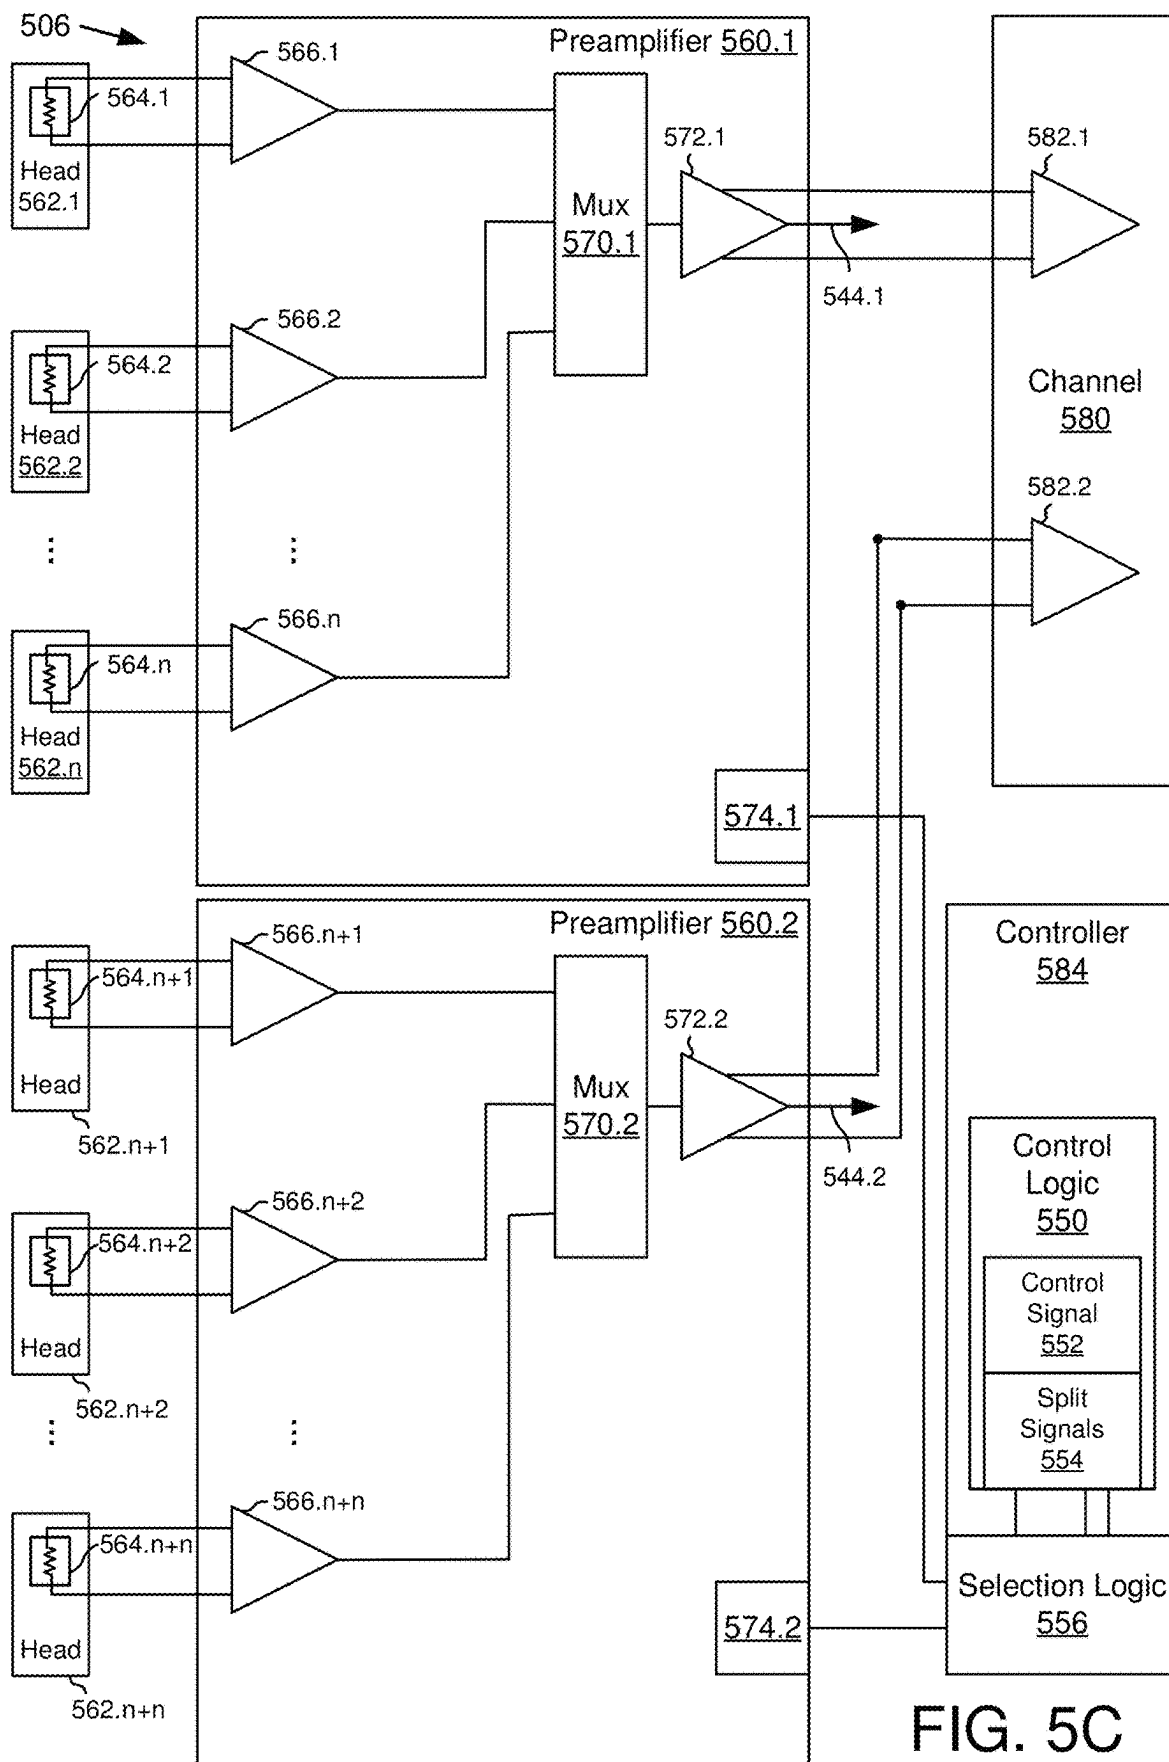 506
Preamplifier 560.1
566.1
564.1
Head
562.1
Mux
570.1
572.1
544.1
582.1
566.2
564.2
Head
562.2
Channel
580
582.2
...
...
566.n
564.n
Head
562.n
574.1
Preamplifier 560.2
566.n+1
564.n+1
Head
562.n+1
Mux
570.2
572.2
544.2
Controller
584
Control
Logic
550
Control
Signal
552
Split
Signals
554
566.n+2
564.n+2
Head
562.n+2
...
...
566.n+n
564.n+n
Head
562.n+n
574.2
Selection Logic
556
FIG. 5C